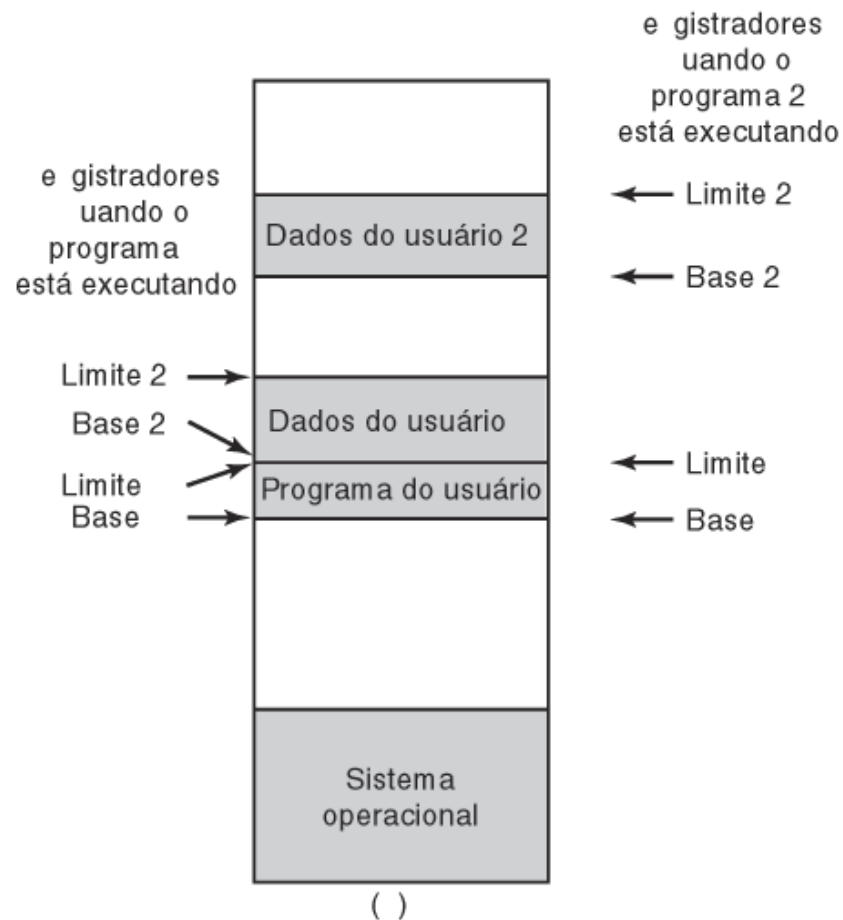 e gistradores
uando o
programa 2
está executando
e gistradores
uando o
programa
está executando
Limite 2
Dados do usuário 2
Base 2
Limite 2
Base 2
Dados do usuário
Limite
Limite
Programa do usuário
Base
Base
Sistema
operacional
( )